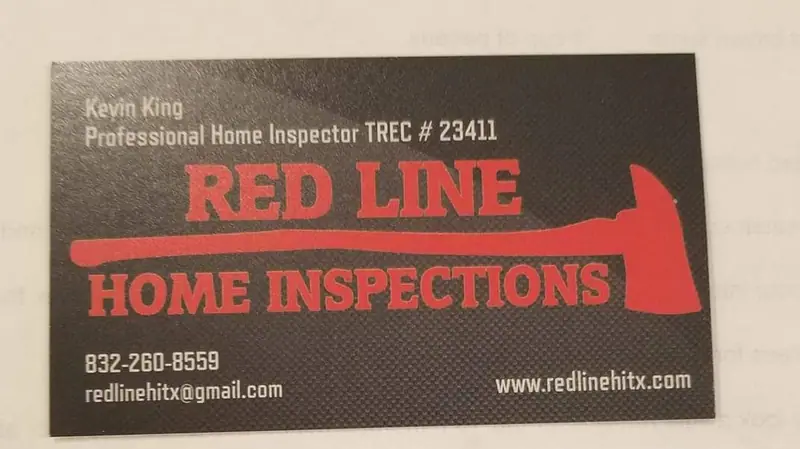 Kevin King
Professional Home Inspector TREC # 23411
RED LINE
HOME INSPECTIONS
832-260-8559
redlinehitx@gmail.com
www.redlinehitx.com